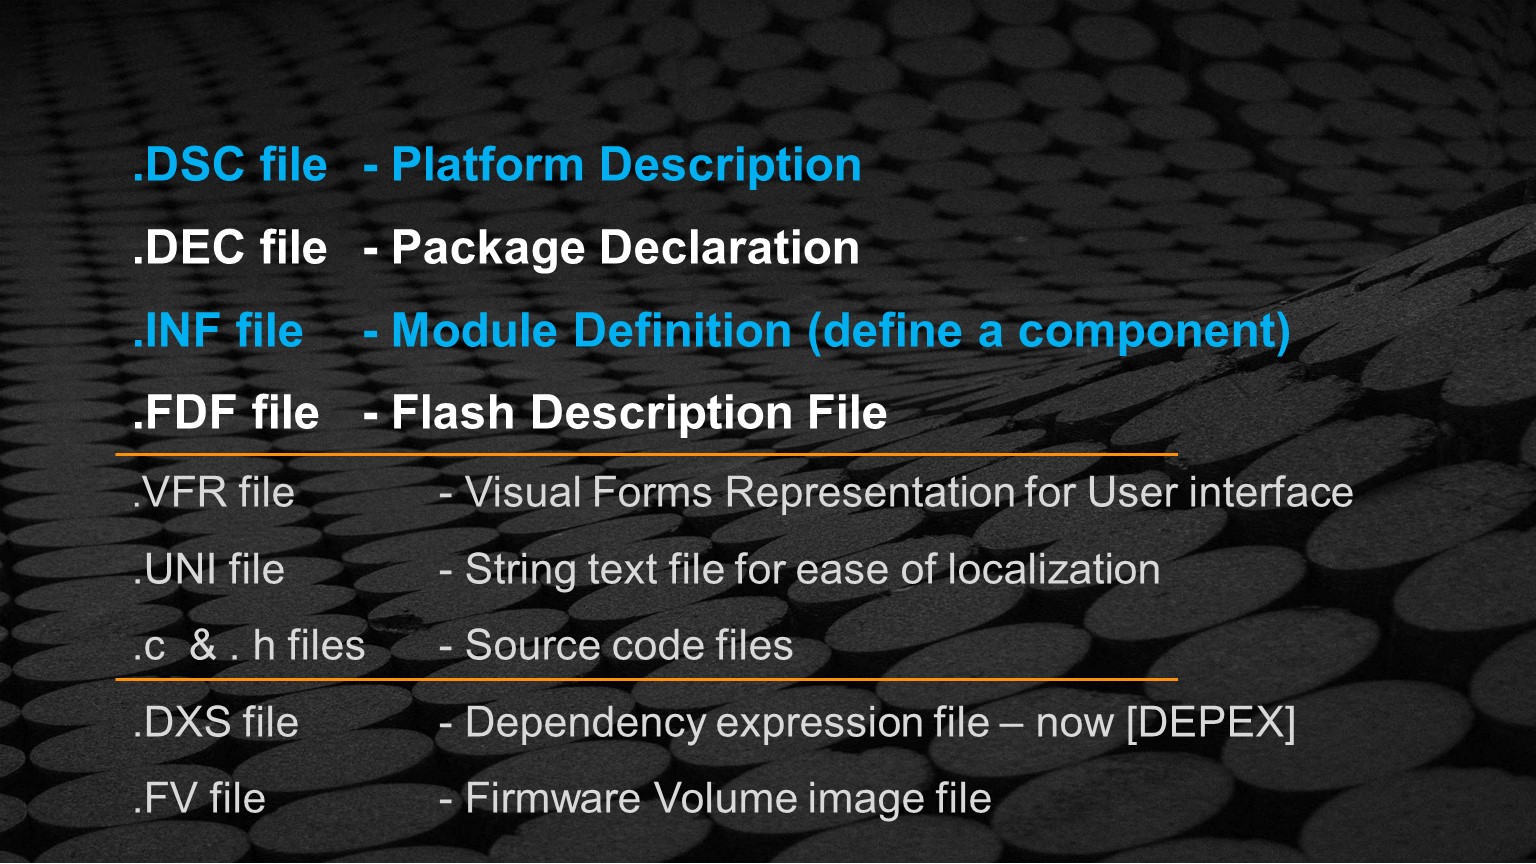 .DSC file - Platform Description
.DEC file - Package Declaration
.INF file - Module Definition (define a component)
.FDF file - Flash Description File
.VFR file - Visual Forms Representation for User interface
.UNI file - String text file for ease of localization
.c & . h files - Source code files
.DXS file - Dependency expression file – now [DEPEX]
.FV file - Firmware Volume image file